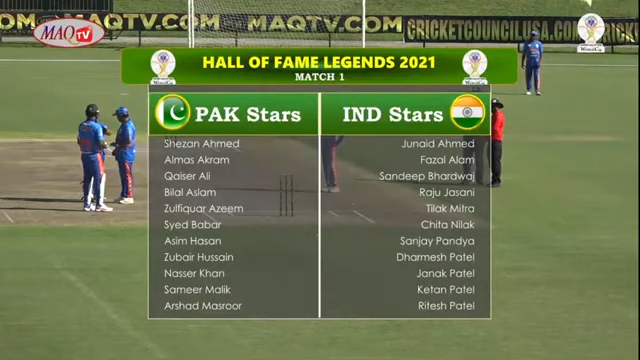 MAQTV.COM
MAQTV.COM
CRICKETCOUNCILUSA.COM
MAQ TV
HALL OF FAME LEGENDS 2021
MATCH 1
PAK Stars
IND Stars
Shezan Ahmed
Junaid Ahmed
Almas Akram
Fazal Alam
Qaiser Ali
Sandeep Bhardwaj
Bilal Aslam
Raju Jasani
Zulfiquar Azeem
Tilak Mitra
Syed Babar
Chita Nilak
Asim Hasan
Sanjay Pandya
Zubair Hussain
Dharmesh Patel
Nasser Khan
Janak Patel
Sameer Malik
Ketan Patel
Arshad Masroor
Ritesh Patel